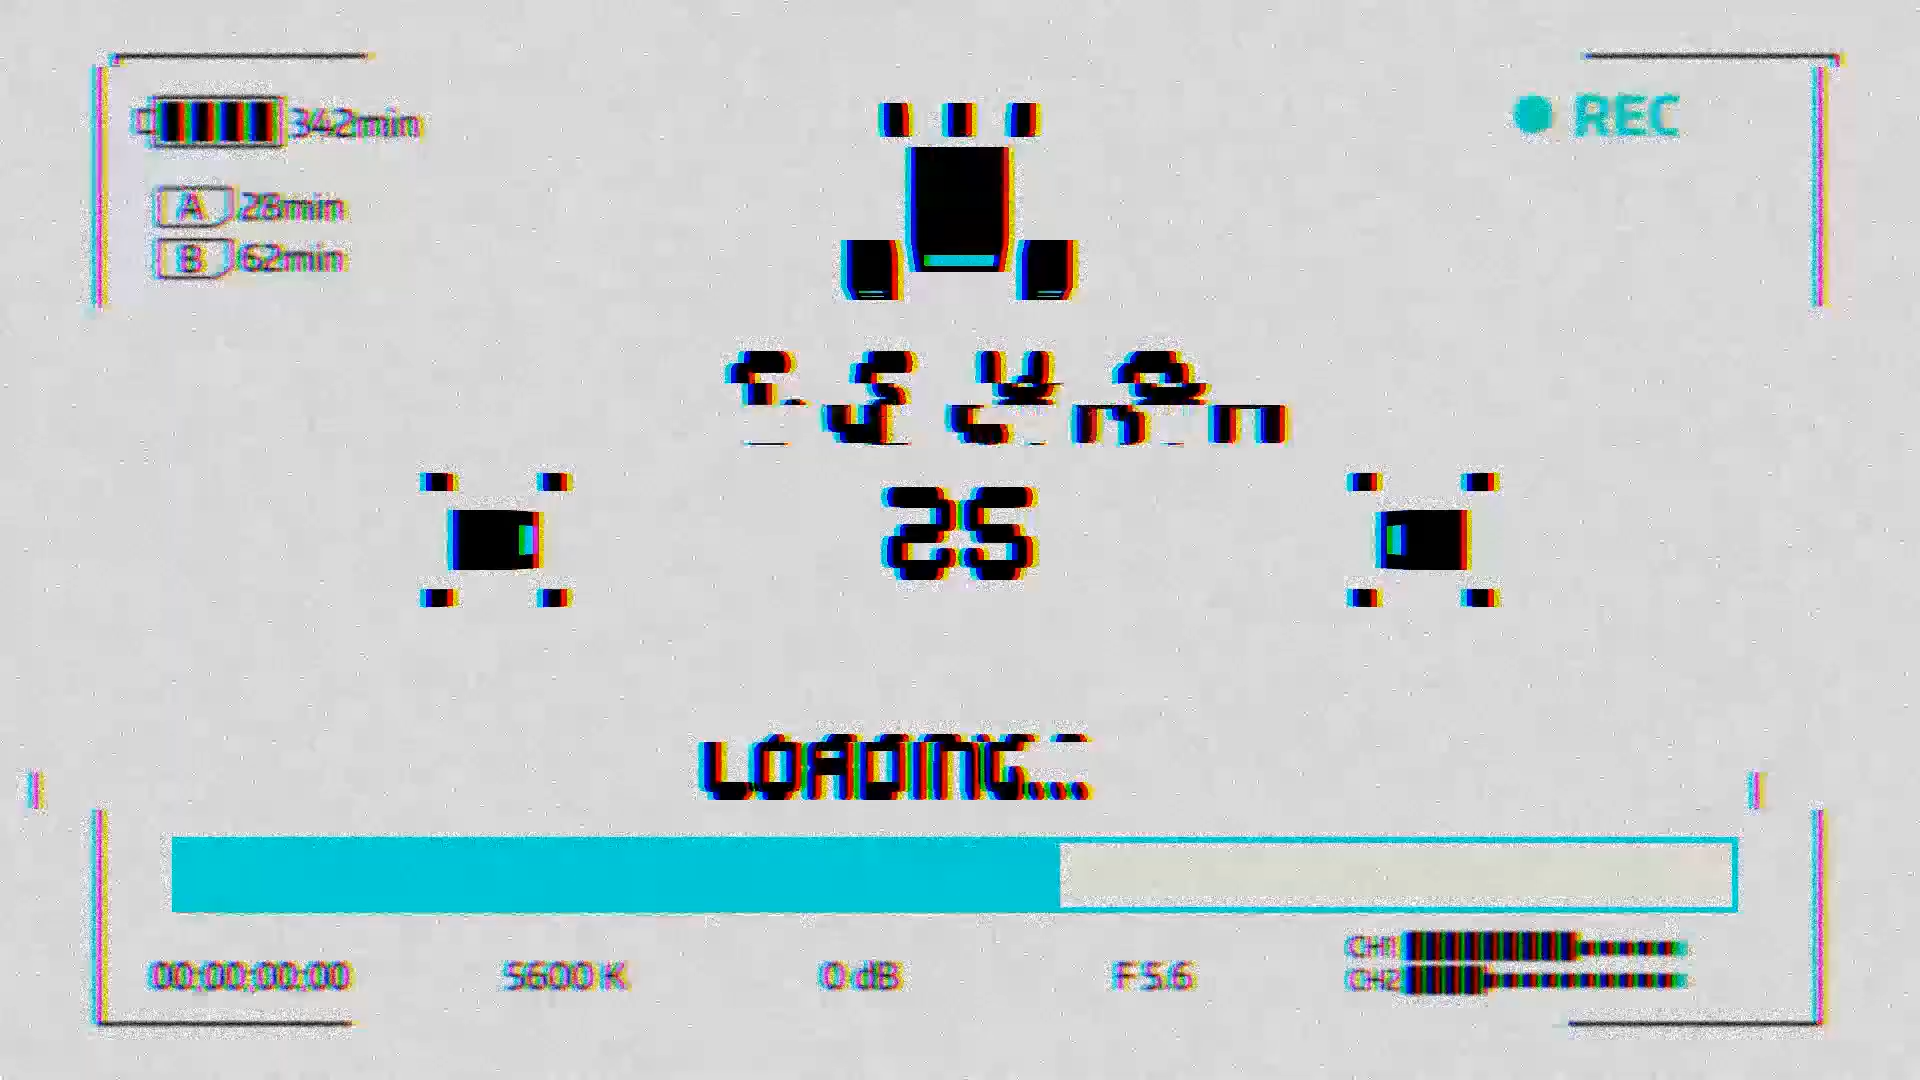 342min
REC
A 28min
B 62min
25
LOADING...
00:00:00:00
5600 K
0 dB
F 5.6
CH1
CH2